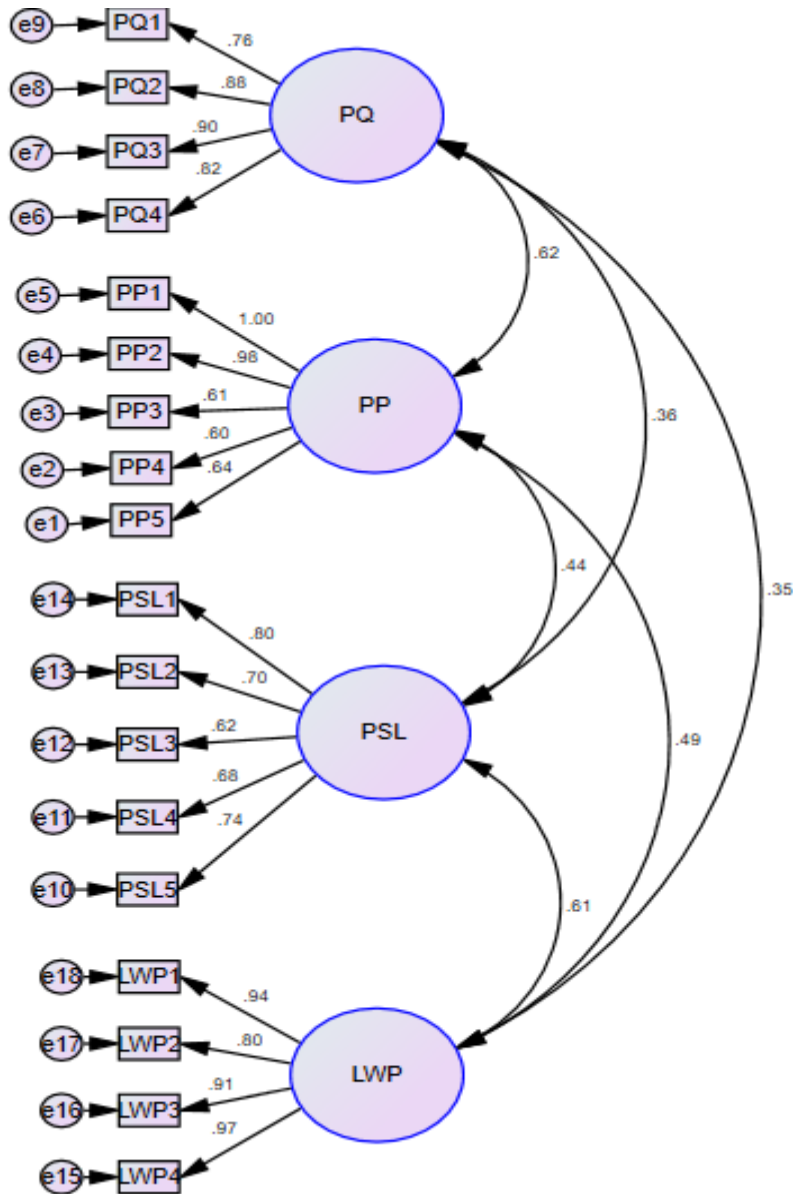 e9 PQ1 .76
e8 PQ2 .88
PQ
e7 PQ3 .90
e6 PQ4 .82
.62
e5 PP1 1.00
e4 PP2 .98
e3 PP3 .61
PP
.36
e2 PP4 .60
e1 PP5 .64
.44
e14 PSL1 .80
.35
e13 PSL2 .70
e12 PSL3 .62
PSL
.49
e11 PSL4 .68
e10 PSL5 .74
.61
e18 LWP1 .94
e17 LWP2 .80
LWP
e16 LWP3 .91
e15 LWP4 .97